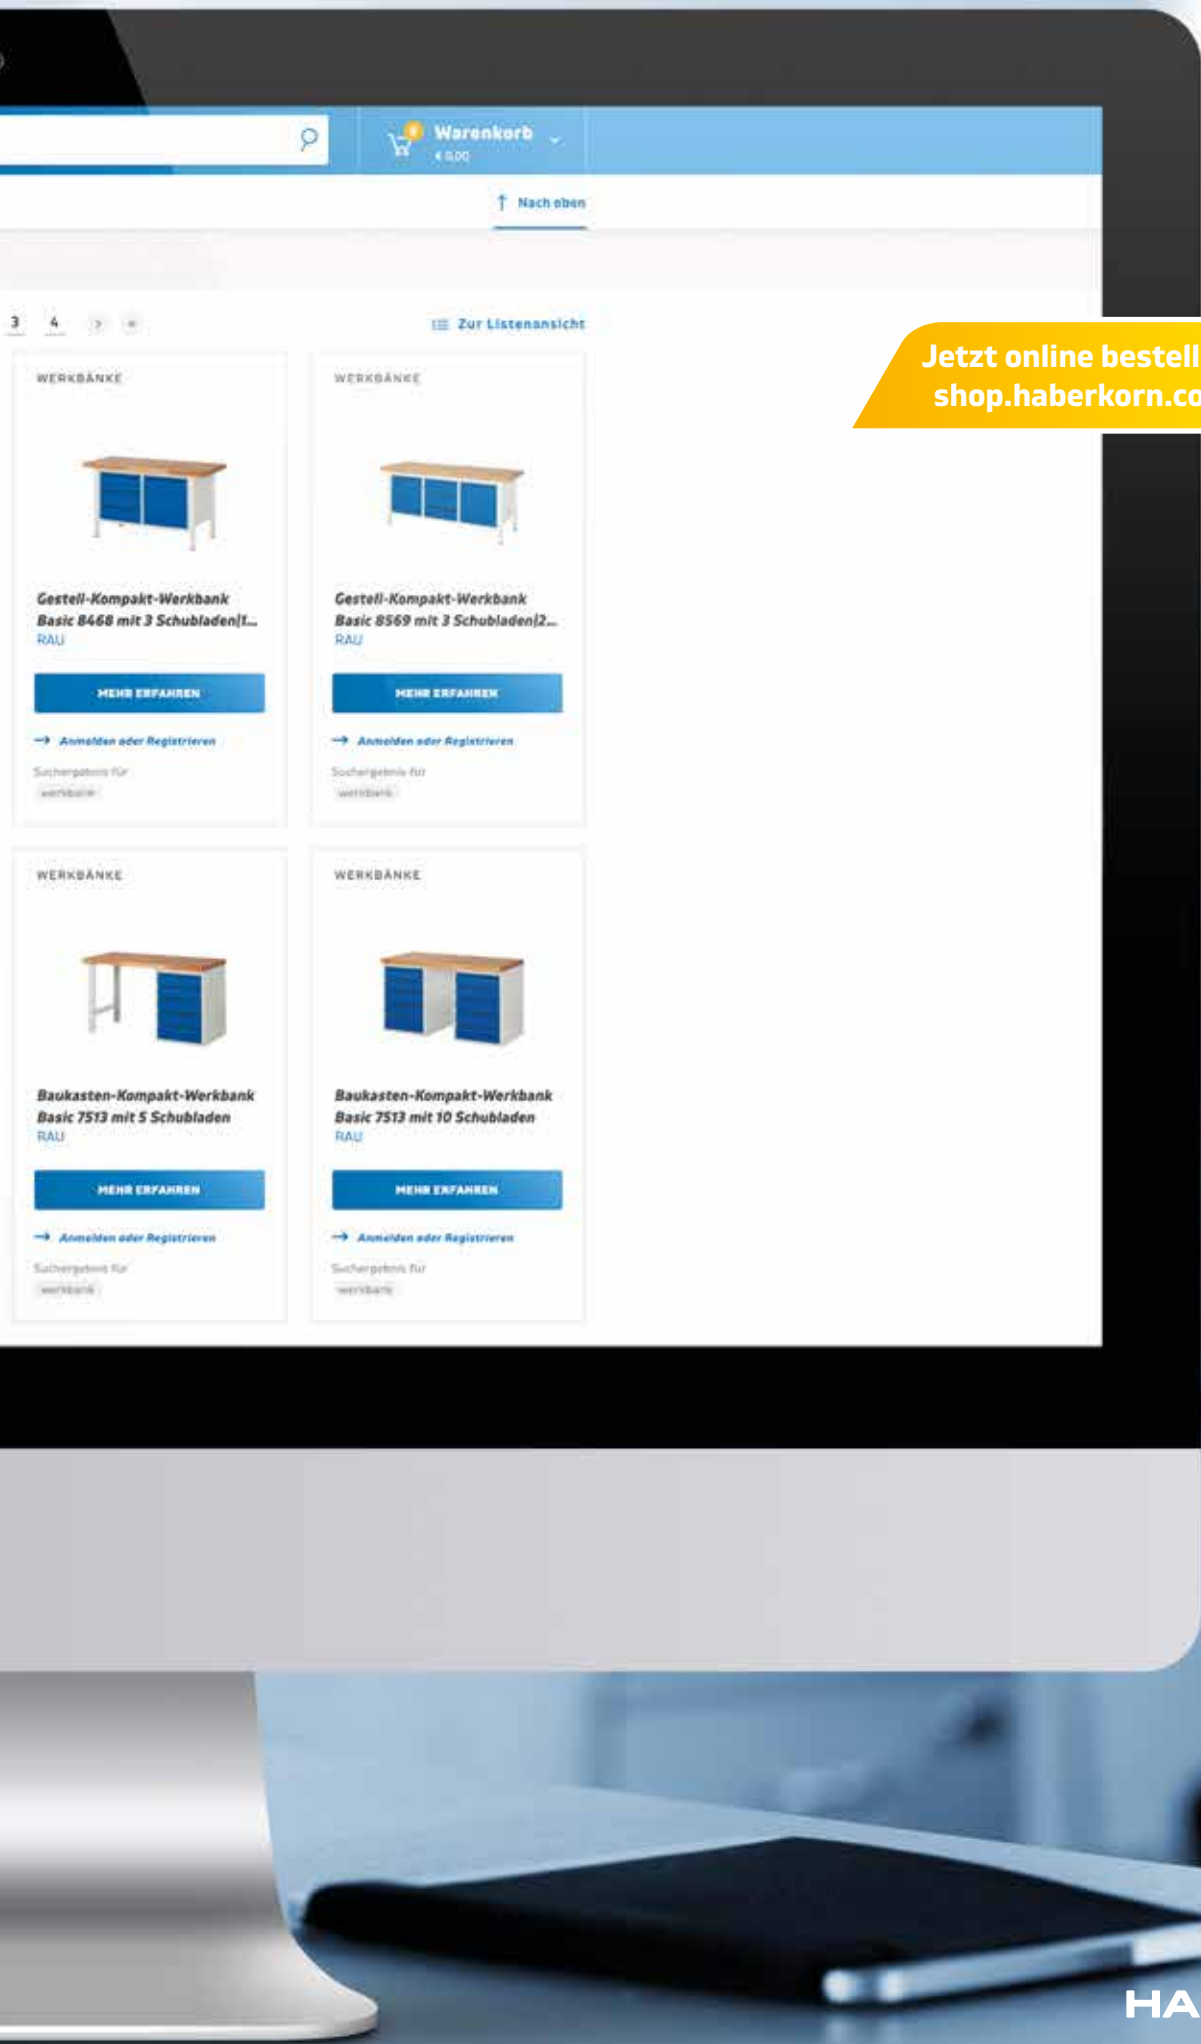 Warenkorb
€ 0,00
↑ Nach oben
3 4 › »
Zur Listenansicht
Jetzt online bestell
shop.haberkorn.co
WERKBÄNKE
Gestell-Kompakt-Werkbank
Basic 8468 mit 3 Schubladen|1...
RAU
MEHR ERFAHREN
→ Anmelden oder Registrieren
Suchergebnis für
werkbank
WERKBÄNKE
Gestell-Kompakt-Werkbank
Basic 8569 mit 3 Schubladen|2...
RAU
MEHR ERFAHREN
→ Anmelden oder Registrieren
Suchergebnis für
werkbank
WERKBÄNKE
Baukasten-Kompakt-Werkbank
Basic 7513 mit 5 Schubladen
RAU
MEHR ERFAHREN
→ Anmelden oder Registrieren
Suchergebnis für
werkbank
WERKBÄNKE
Baukasten-Kompakt-Werkbank
Basic 7513 mit 10 Schubladen
RAU
MEHR ERFAHREN
→ Anmelden oder Registrieren
Suchergebnis für
werkbank
HA